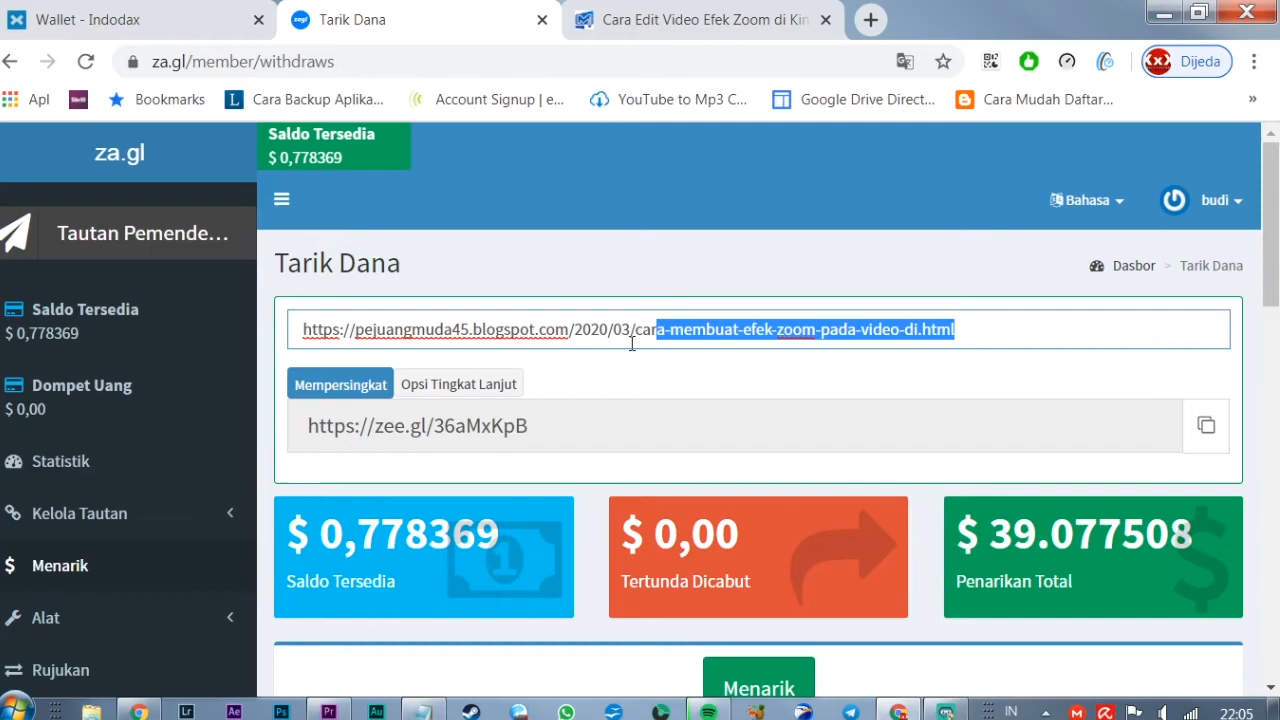 Wallet - Indodax
Tarik Dana
Cara Edit Video Efek Zoom di Kin
za.gl/member/withdraws
Dijeda
Apl
Bookmarks
Cara Backup Aplika...
Account Signup | e...
YouTube to Mp3 C...
Google Drive Direct...
Cara Mudah Daftar...
»
za.gl
Saldo Tersedia
$ 0,778369
Bahasa
budi
Tautan Pemende...
Saldo Tersedia
$ 0,778369
Dompet Uang
$ 0,00
Statistik
Kelola Tautan
Menarik
Alat
Rujukan
Tarik Dana
Dasbor > Tarik Dana
https://pejuangmuda45.blogspot.com/2020/03/cara-membuat-efek-zoom-pada-video-di.html
Mempersingkat
Opsi Tingkat Lanjut
https://zee.gl/36aMxKpB
$ 0,778369
Saldo Tersedia
$ 0,00
Tertunda Dicabut
$ 39.077508
Penarikan Total
Menarik
Lr
Ae
Ps
Pr
Au
IN
22:05